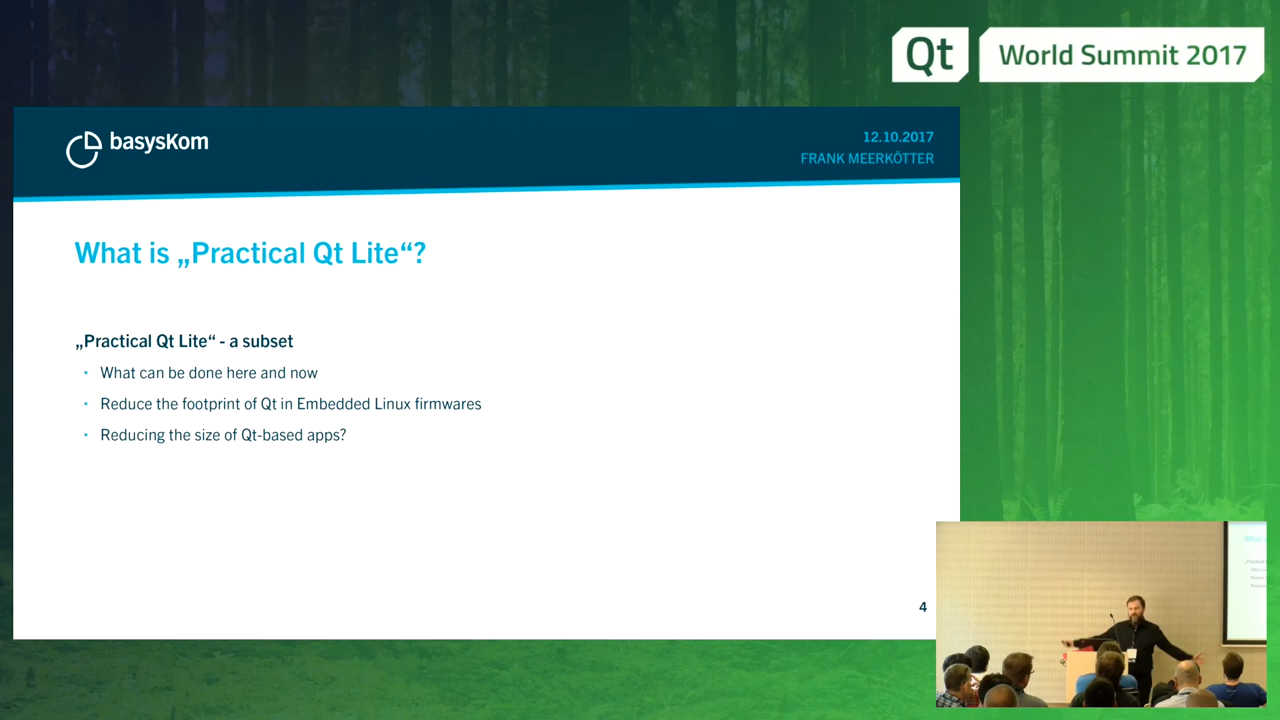 Qt World Summit 2017
basysKom
12.10.2017
FRANK MEERKÖTTER
What is „Practical Qt Lite“?
„Practical Qt Lite“ - a subset
• What can be done here and now
• Reduce the footprint of Qt in Embedded Linux firmwares
• Reducing the size of Qt-based apps?
4